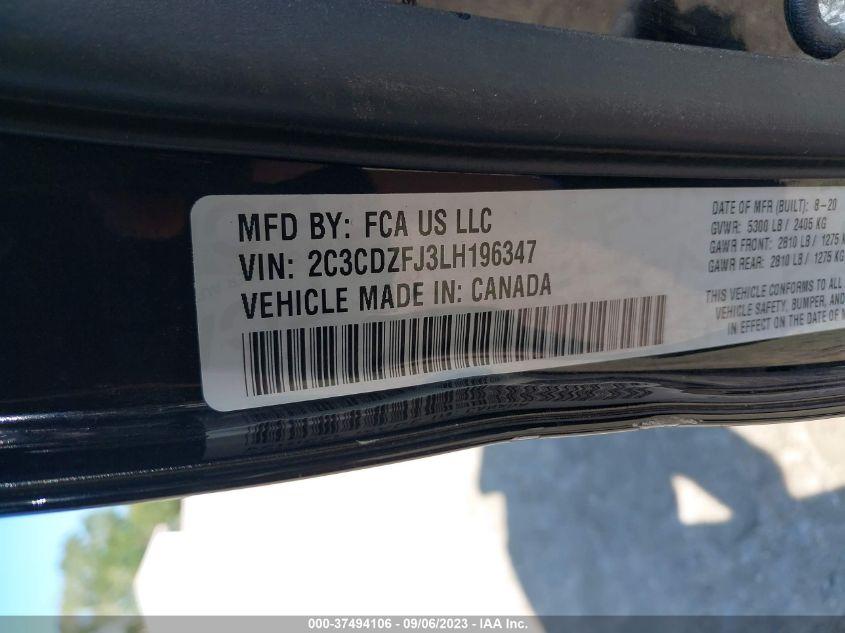 MFD BY: FCA US LLC
VIN: 2C3CDZFJ3LH196347
VEHICLE MADE IN: CANADA
DATE OF MFR (BUILT): 8-20
GVWR: 5300 LB / 2405 KG
GAWR FRONT: 2810 LB / 1275
GAWR REAR: 2810 LB / 1275 KG
THIS VEHICLE CONFORMS TO ALL
VEHICLE SAFETY, BUMPER, AND
IN EFFECT ON THE DATE OF
000-37494106 - 09/06/2023 - IAA Inc.